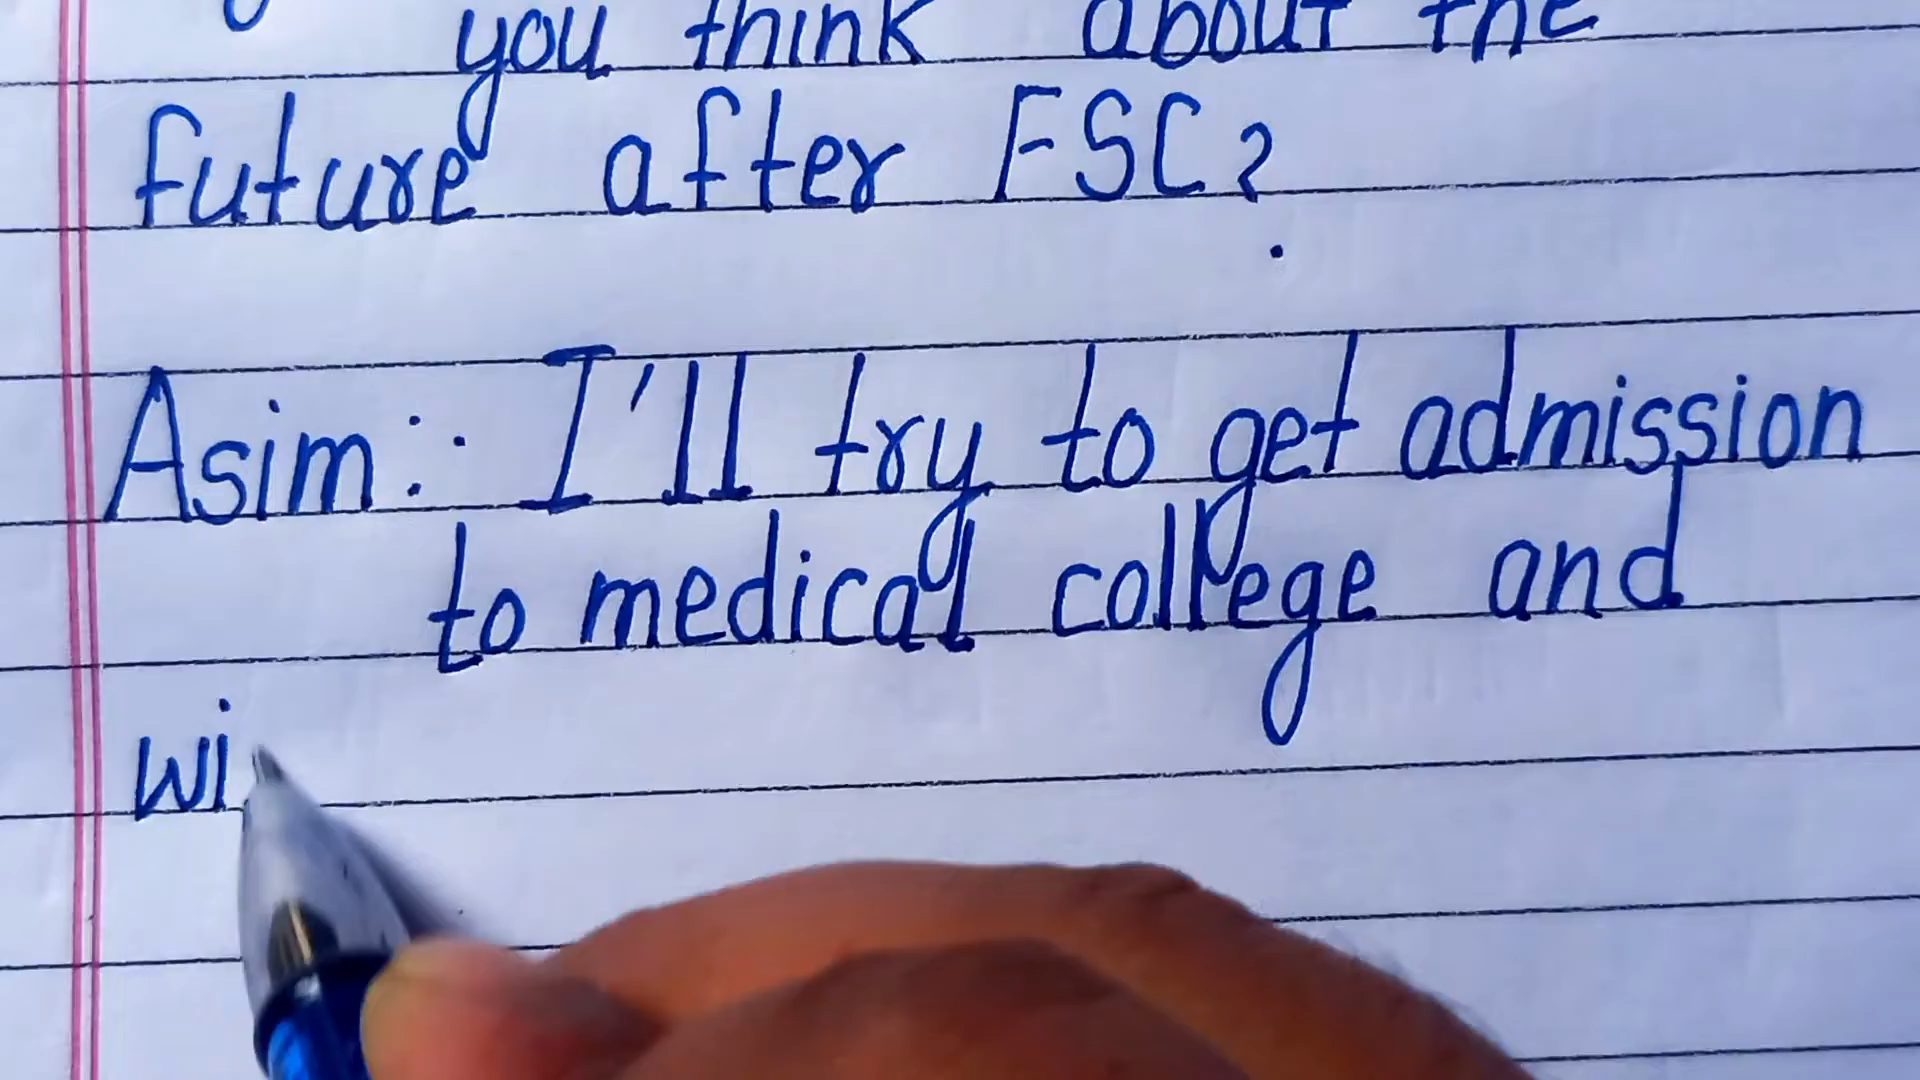 you think about the
future after FSC?
Asim:- I'll try to get admission
to medical college and
wi